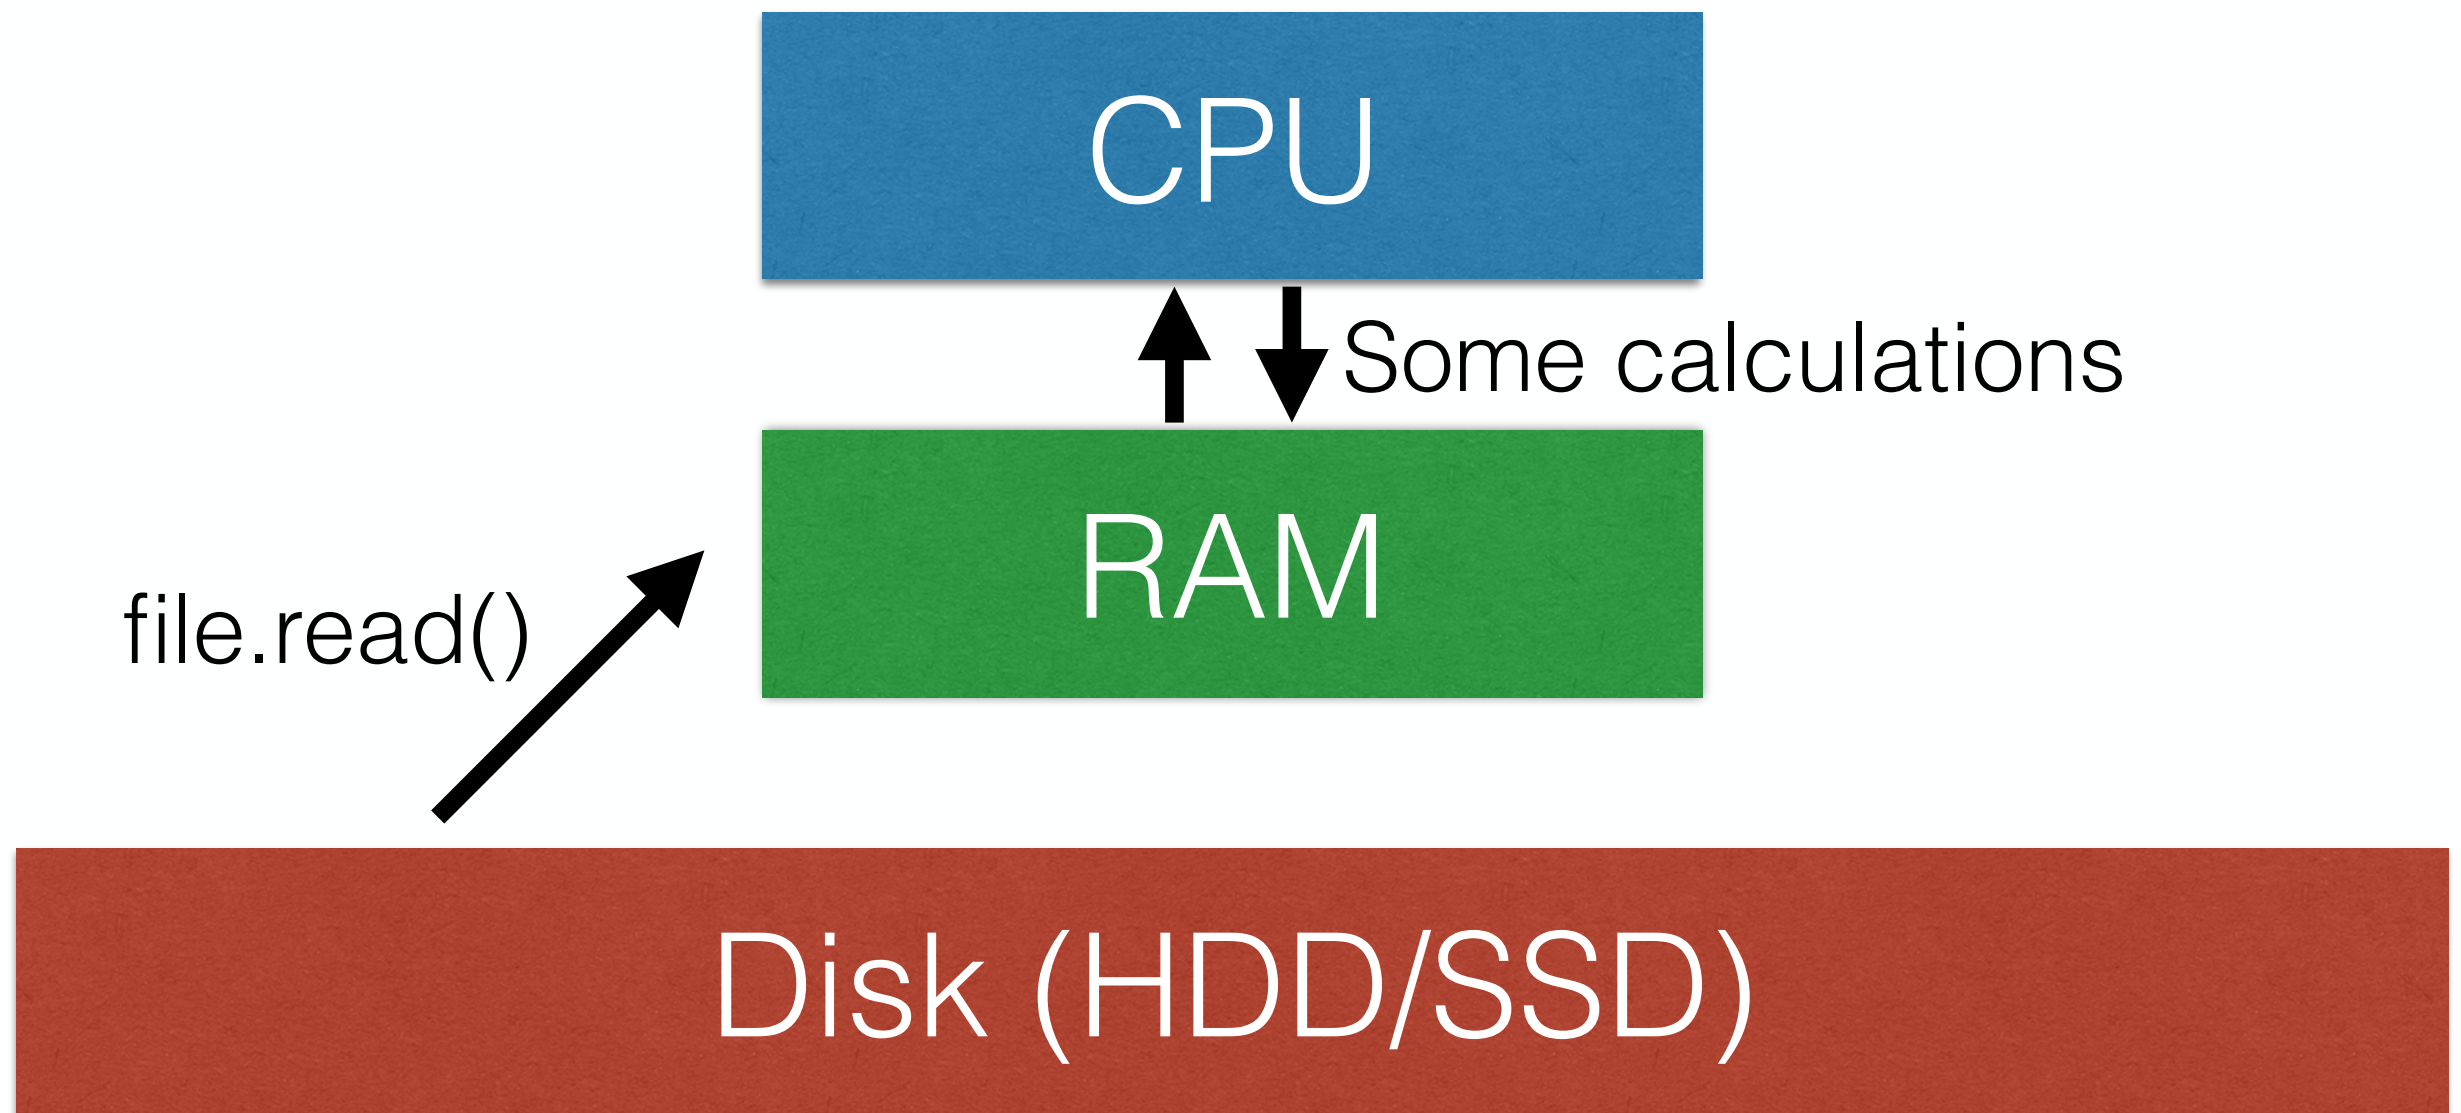 CPU
Some calculations
RAM
file.read()
Disk (HDD/SSD)